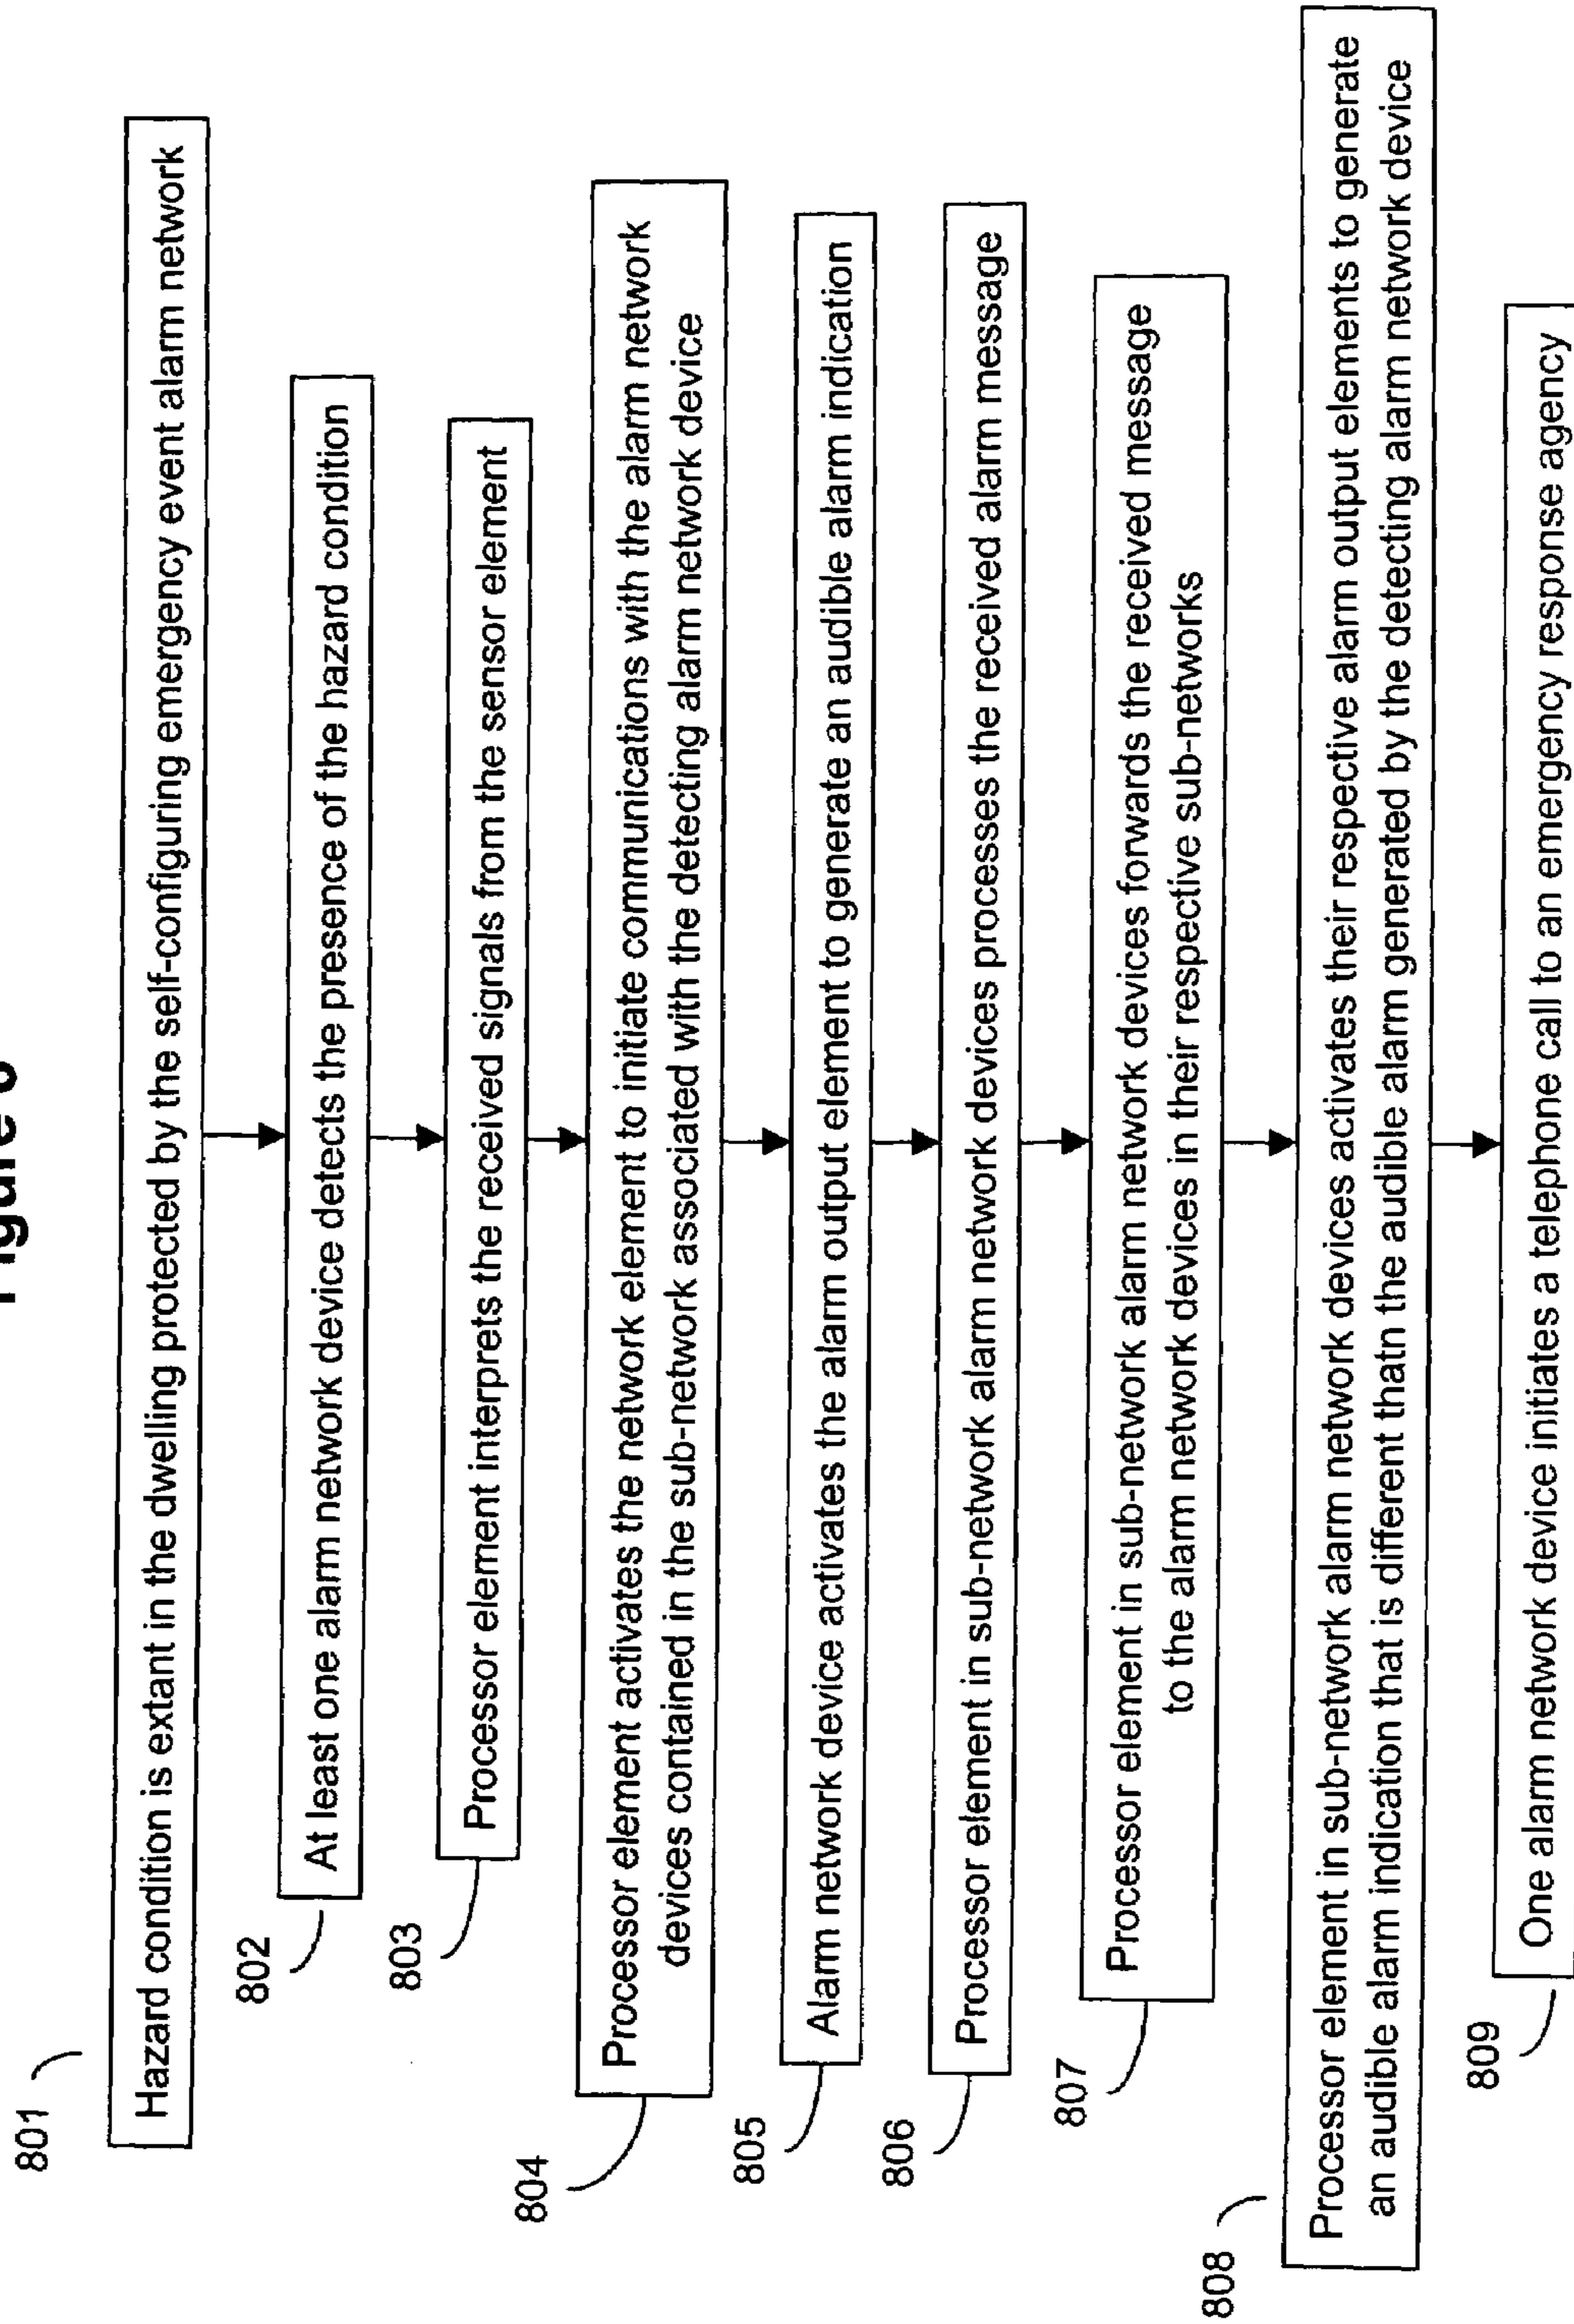 Figure 8
801
Hazard condition is extant in the dwelling protected by the self-configuring emergency event alarm network
802
At least one alarm network device detects the presence of the hazard condition
803
Processor element interprets the received signals from the sensor element
804
Processor element activates the network element to initiate communications with the alarm network
devices contained in the sub-network associated with the detecting alarm network device
805
Alarm network device activates the alarm output element to generate an audible alarm indication
806
Processor element in sub-network alarm network devices processes the received alarm message
807
Processor element in sub-network alarm network devices forwards the received message
to the alarm network devices in their respective sub-networks
808
Processor element in sub-network alarm network devices activates their respective alarm output elements to generate
an audible alarm indication that is different thatn the audible alarm generated by the detecting alarm network device
809
One alarm network device initiates a telephone call to an emergency response agency